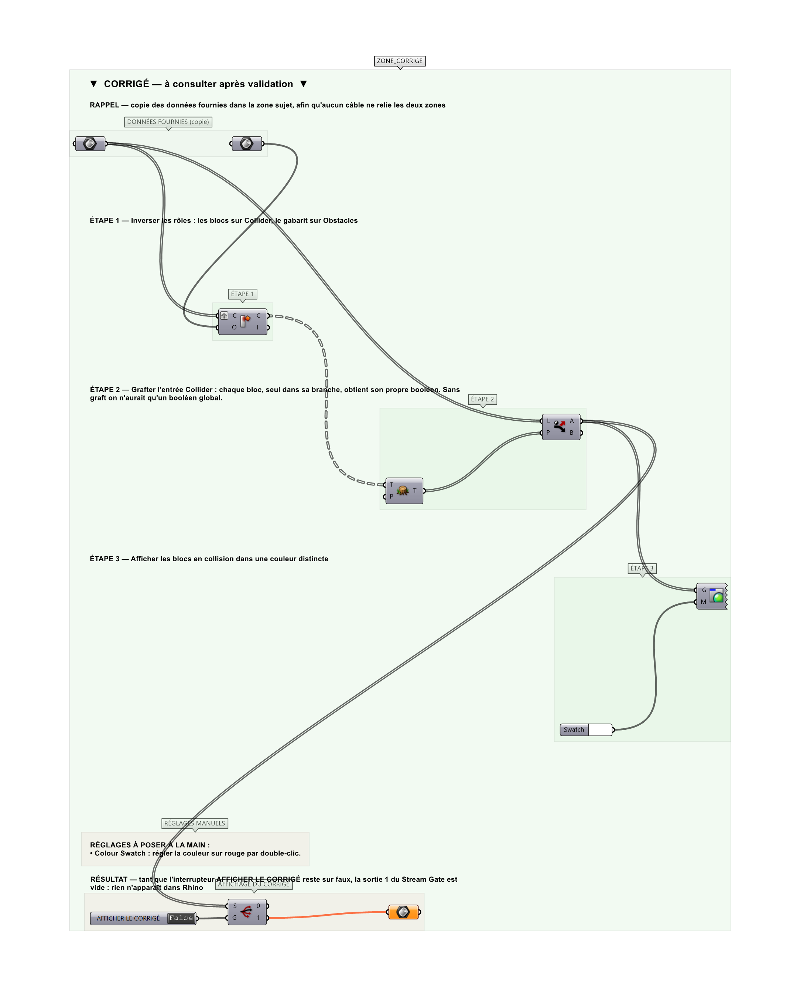 ZONE_CORRIGE
▼ CORRIGÉ — à consulter après validation ▼
RAPPEL — copie des données fournies dans la zone sujet, afin qu'aucun câble ne relie les deux zones
DONNÉES FOURNIES (copie)
ÉTAPE 1 — Inverser les rôles : les blocs sur Collider, le gabarit sur Obstacles
ÉTAPE 1
C C
O I
ÉTAPE 2 — Grafter l'entrée Collider : chaque bloc, seul dans sa branche, obtient son propre booléen. Sans
graft on n'aurait qu'un booléen global.
ÉTAPE 2
L A
P B
T T
P
ÉTAPE 3 — Afficher les blocs en collision dans une couleur distincte
ÉTAPE 3
G
M
Swatch
RÉGLAGES MANUELS
RÉGLAGES À POSER À LA MAIN :
• Colour Swatch : régler la couleur sur rouge par double-clic.
RÉSULTAT — tant que l'interrupteur AFFICHER LE CORRIGÉ reste sur faux, la sortie 1 du Stream Gate est
vide : rien n'apparaît dans Rhino
AFFICHAGE DU CORRIGÉ
S 0
G 1
AFFICHER LE CORRIGÉ False